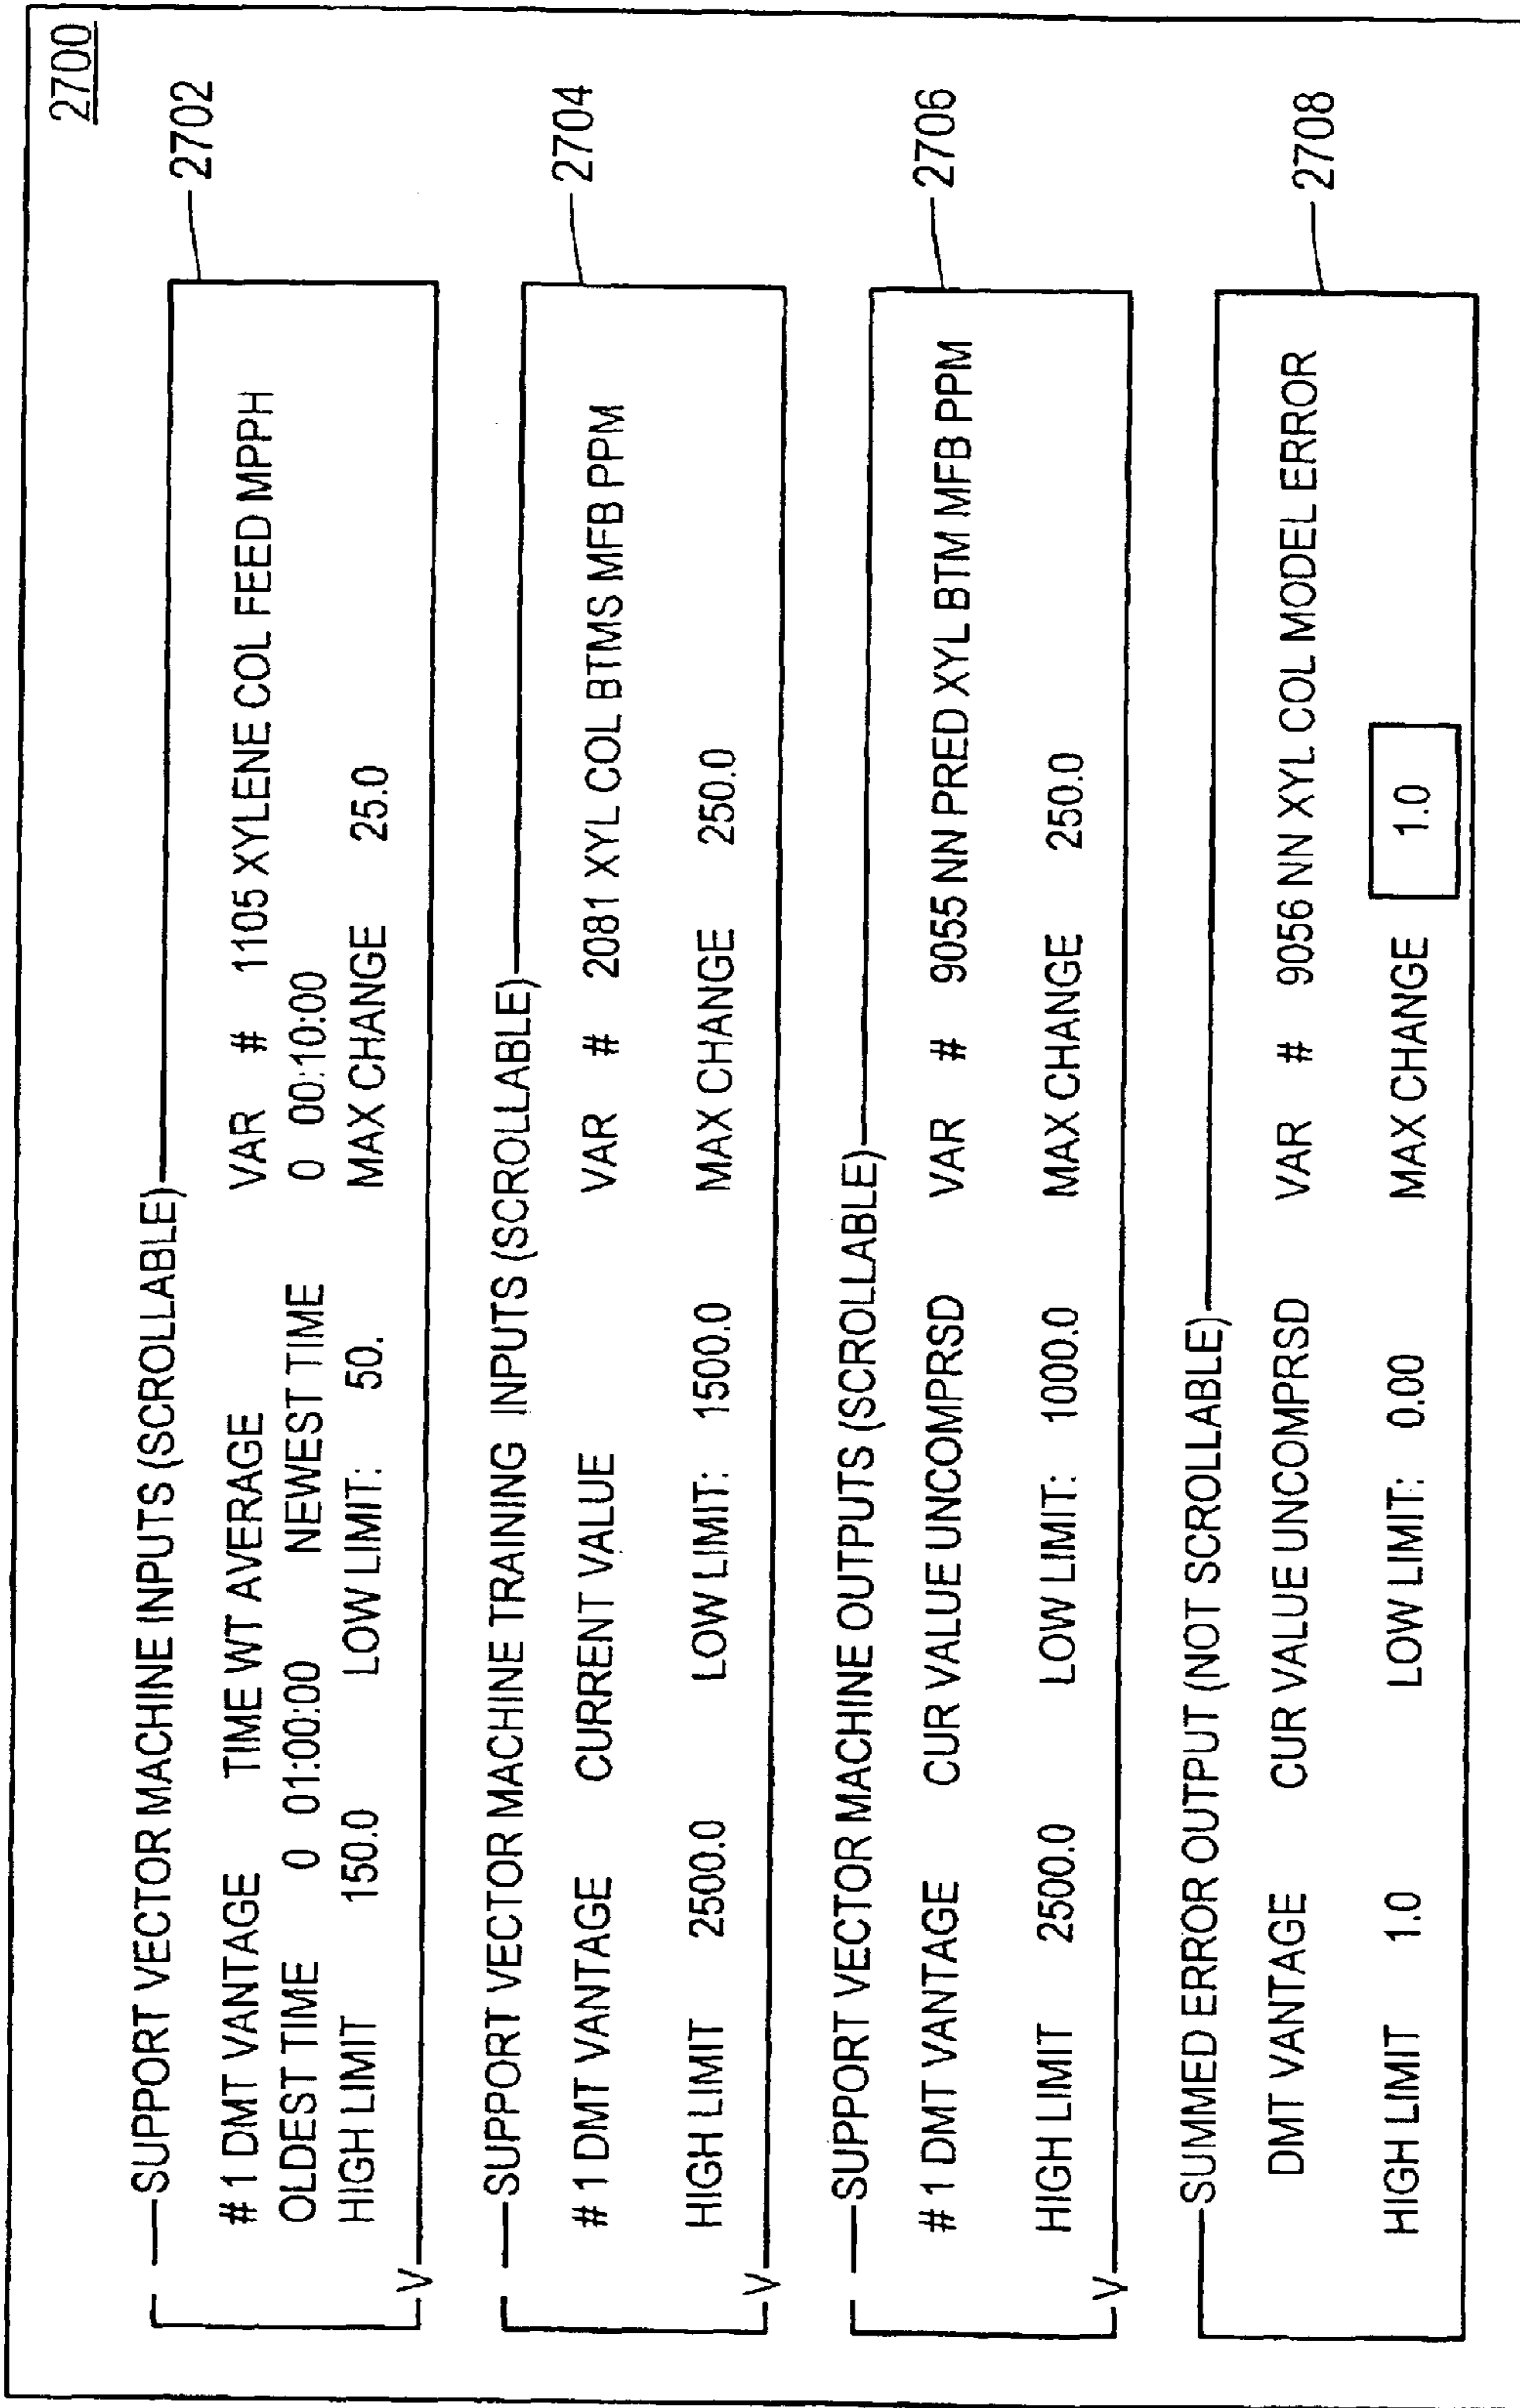 2700
SUPPORT VECTOR MACHINE INPUTS (SCROLLABLE)
2702
# 1 DMT VANTAGE TIME WT AVERAGE VAR # 1105 XYLENE COL FEED MPPH
OLDEST TIME 0 01:00:00 NEWEST TIME 0 00:10:00
HIGH LIMIT 150.0 LOW LIMIT: 50. MAX CHANGE 25.0
V
SUPPORT VECTOR MACHINE TRAINING INPUTS (SCROLLABLE)
2704
# 1 DMT VANTAGE CURRENT VALUE VAR # 2081 XYL COL BTMS MFB PPM
HIGH LIMIT 2500.0 LOW LIMIT: 1500.0 MAX CHANGE 250.0
V
SUPPORT VECTOR MACHINE OUTPUTS (SCROLLABLE)
2706
# 1 DMT VANTAGE CUR VALUE UNCOMPRSD VAR # 9055 NN PRED XYL BTM MFB PPM
HIGH LIMIT 2500.0 LOW LIMIT: 1000.0 MAX CHANGE 250.0
V
SUMMED ERROR OUTPUT (NOT SCROLLABLE)
2708
DMT VANTAGE CUR VALUE UNCOMPRSD VAR # 9056 NN XYL COL MODEL ERROR
HIGH LIMIT 1.0 LOW LIMIT: 0.00 MAX CHANGE 1.0